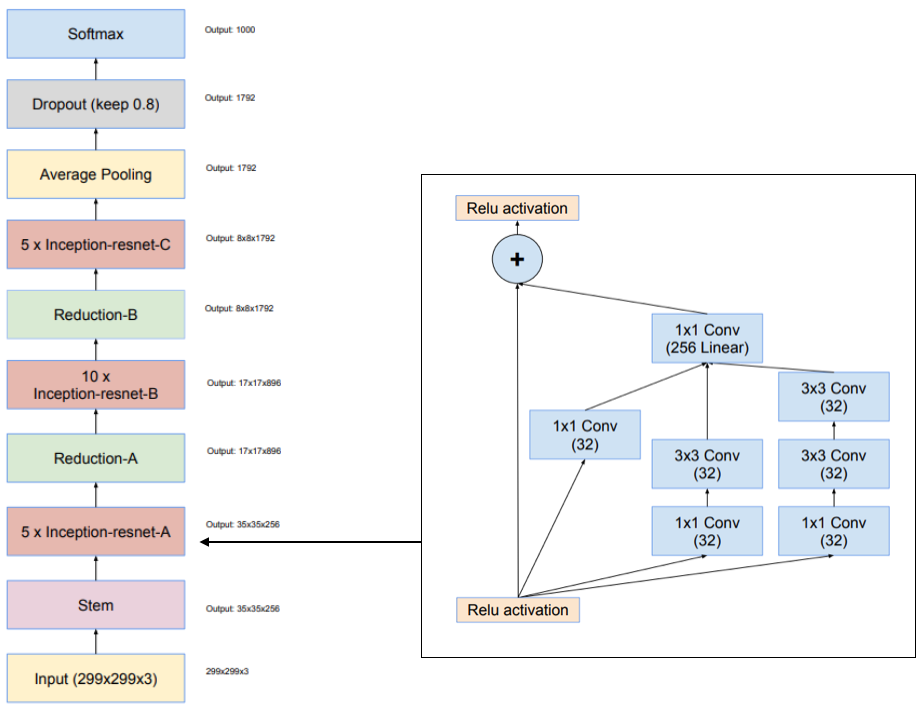 Softmax
Output: 1000
Dropout (keep 0.8)
Output: 1792
Average Pooling
Output: 1792
5 x Inception-resnet-C
Output: 8x8x1792
Reduction-B
Output: 8x8x1792
10 x
Inception-resnet-B
Output: 17x17x896
Reduction-A
Output: 17x17x896
5 x Inception-resnet-A
Output: 35x35x256
Stem
Output: 35x35x256
Input (299x299x3)
299x299x3
Relu activation
+
1x1 Conv
(256 Linear)
1x1 Conv
(32)
3x3 Conv
(32)
3x3 Conv
(32)
3x3 Conv
(32)
1x1 Conv
(32)
1x1 Conv
(32)
Relu activation